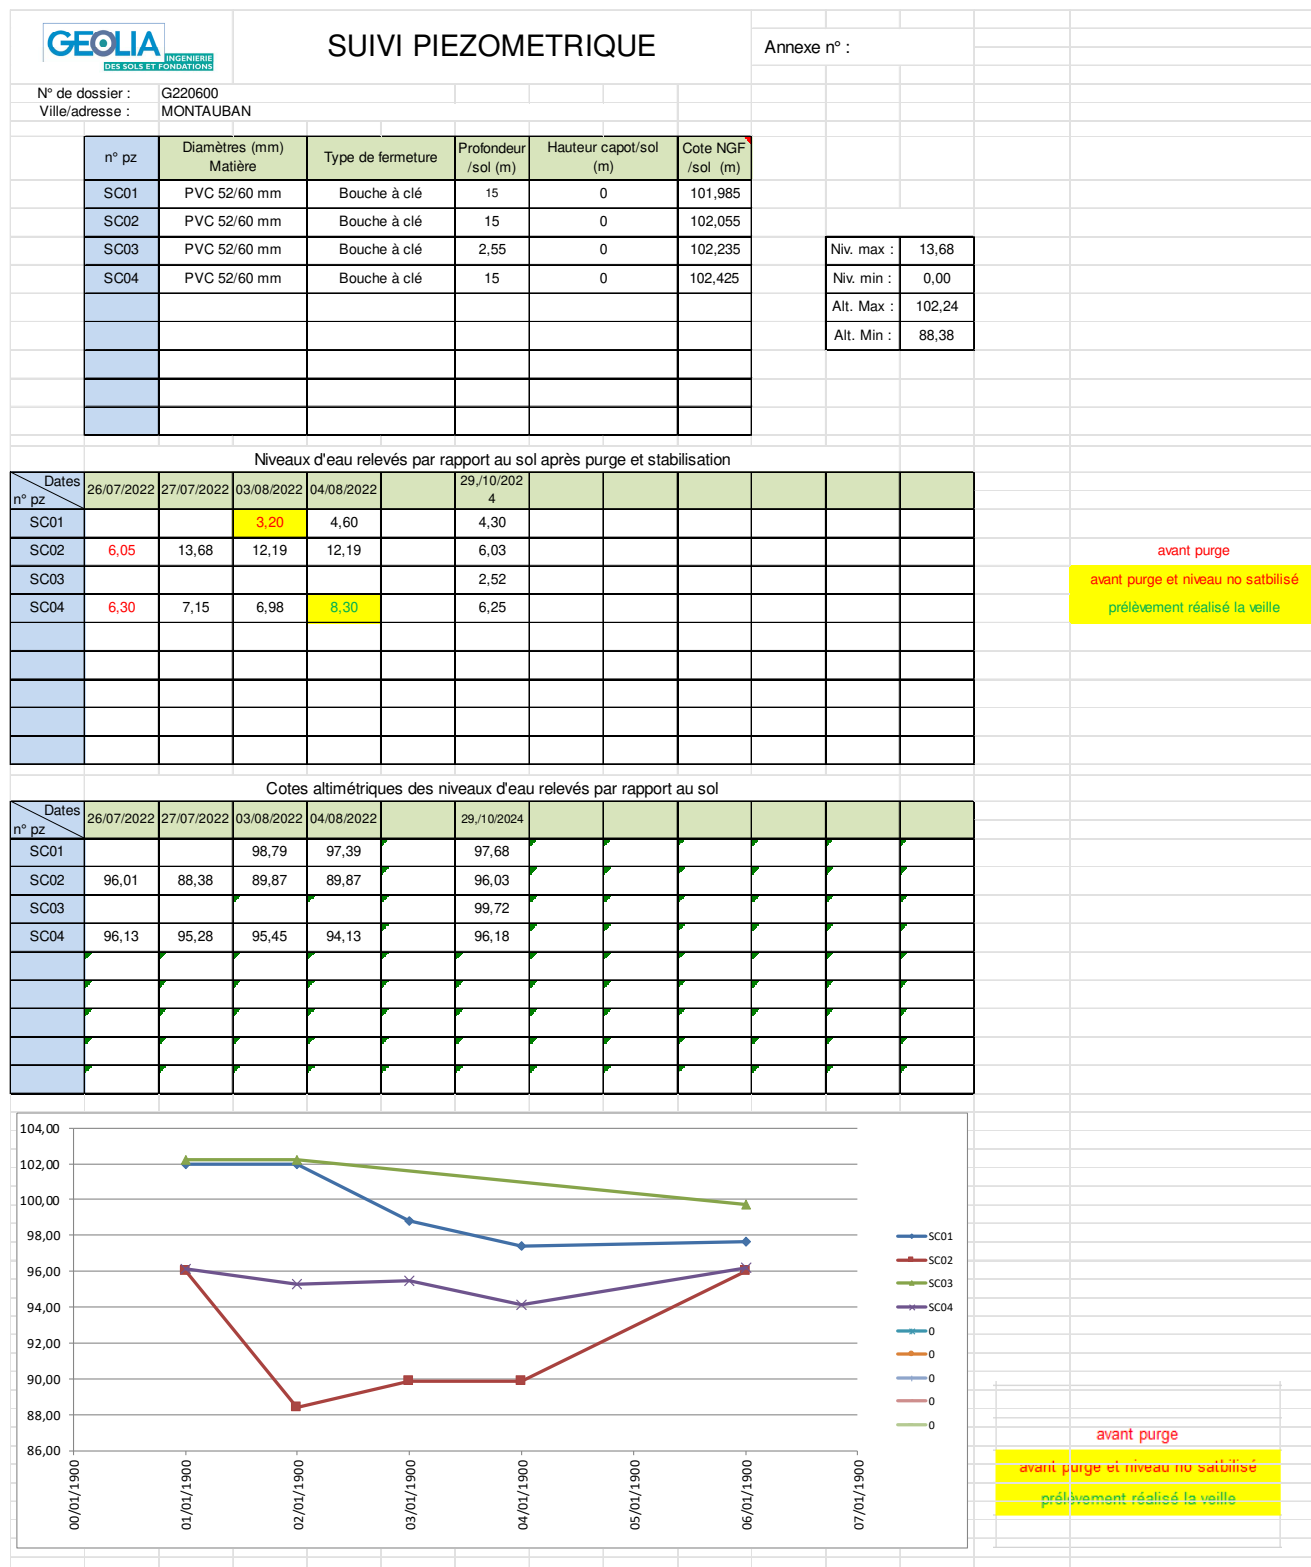 GEOLIA
INGENIERIE
DES SOLS ET FONDATIONS
SUIVI PIEZOMETRIQUE
Annexe n° :
N° de dossier : G220600
Ville/adresse : MONTAUBAN
n° pz Diamètres (mm) Matière Type de fermeture Profondeur /sol (m) Hauteur capot/sol (m) Cote NGF /sol (m)
SC01 PVC 52/60 mm Bouche à clé 15 0 101,985
SC02 PVC 52/60 mm Bouche à clé 15 0 102,055
SC03 PVC 52/60 mm Bouche à clé 2,55 0 102,235
SC04 PVC 52/60 mm Bouche à clé 15 0 102,425
Niv. max : 13,68
Niv. min : 0,00
Alt. Max : 102,24
Alt. Min : 88,38
Niveaux d'eau relevés par rapport au sol après purge et stabilisation
Dates n° pz 26/07/2022 27/07/2022 03/08/2022 04/08/2022 29,/10/202 4
SC01 3,20 4,60 4,30
SC02 6,05 13,68 12,19 12,19 6,03
SC03 2,52
SC04 6,30 7,15 6,98 8,30 6,25
avant purge
avant purge et niveau no satbilisé
prélèvement réalisé la veille
Cotes altimétriques des niveaux d'eau relevés par rapport au sol
Dates n° pz 26/07/2022 27/07/2022 03/08/2022 04/08/2022 29,/10/2024
SC01 98,79 97,39 97,68
SC02 96,01 88,38 89,87 89,87 96,03
SC03 99,72
SC04 96,13 95,28 95,45 94,13 96,18
104,00
102,00
100,00
98,00
96,00
94,00
92,00
90,00
88,00
86,00
00/01/1900
01/01/1900
02/01/1900
03/01/1900
04/01/1900
05/01/1900
06/01/1900
07/01/1900
SC01
SC02
SC03
SC04
0
0
0
0
0
avant purge
avant purge et niveau no satbilisé
prélèvement réalisé la veille